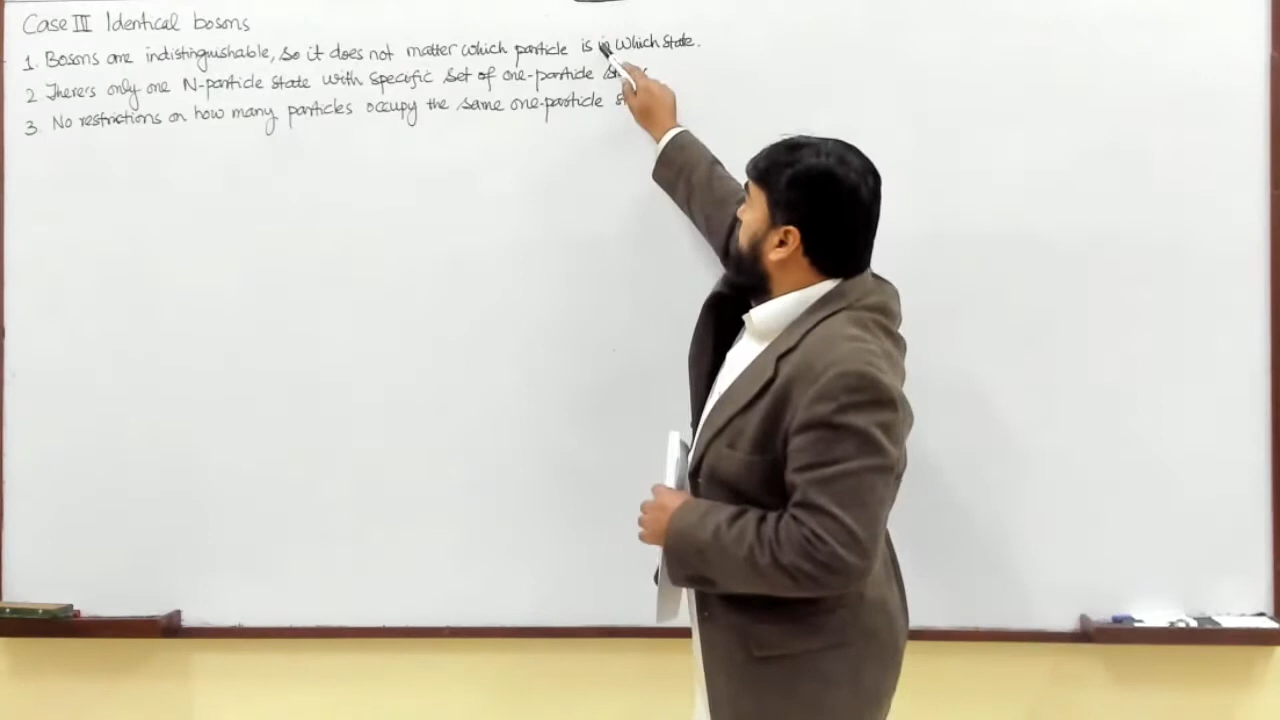 Case III Identical bosons
1. Bosons are indistinguishable, so it does not matter which particle is in which state.
2 There's only one N-particle state with specific set of one-particle
3. No restrictions on how many particles occupy the same one-particle